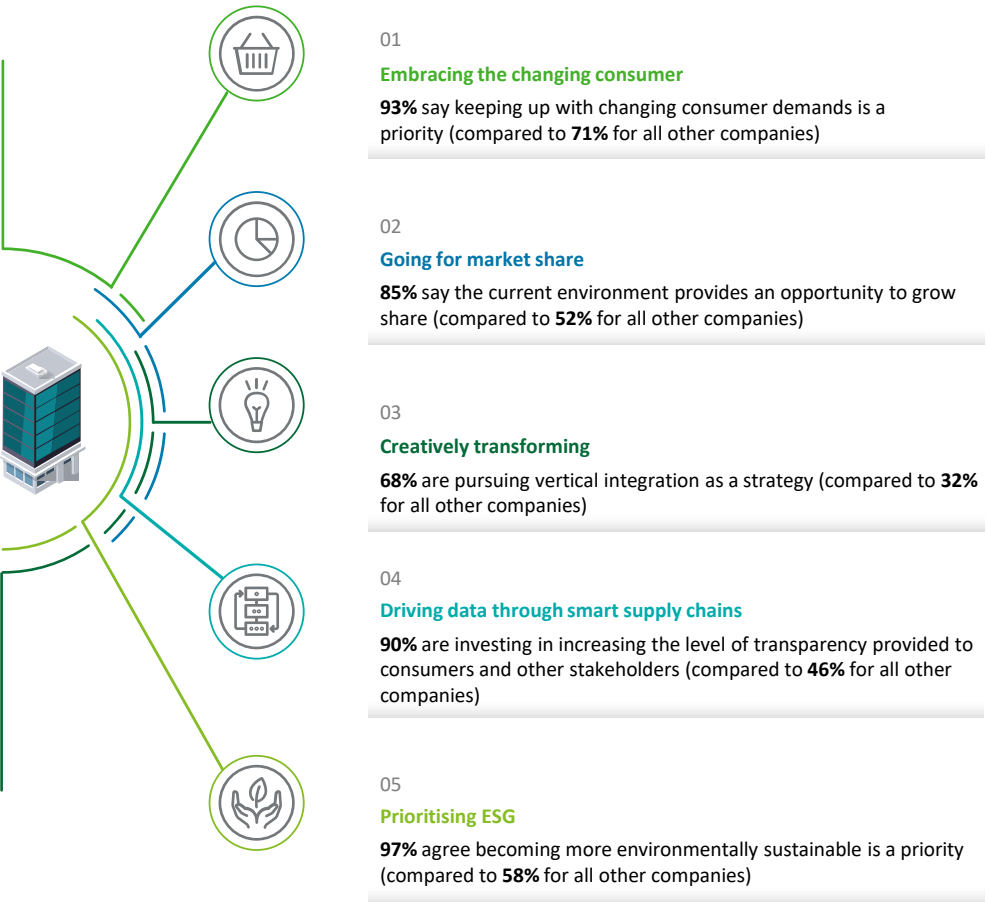 01
Embracing the changing consumer
93% say keeping up with changing consumer demands is a
priority (compared to 71% for all other companies)
02
Going for market share
85% say the current environment provides an opportunity to grow
share (compared to 52% for all other companies)
03
Creatively transforming
68% are pursuing vertical integration as a strategy (compared to 32%
for all other companies)
04
Driving data through smart supply chains
90% are investing in increasing the level of transparency provided to
consumers and other stakeholders (compared to 46% for all other
companies)
05
Prioritising ESG
97% agree becoming more environmentally sustainable is a priority
(compared to 58% for all other companies)